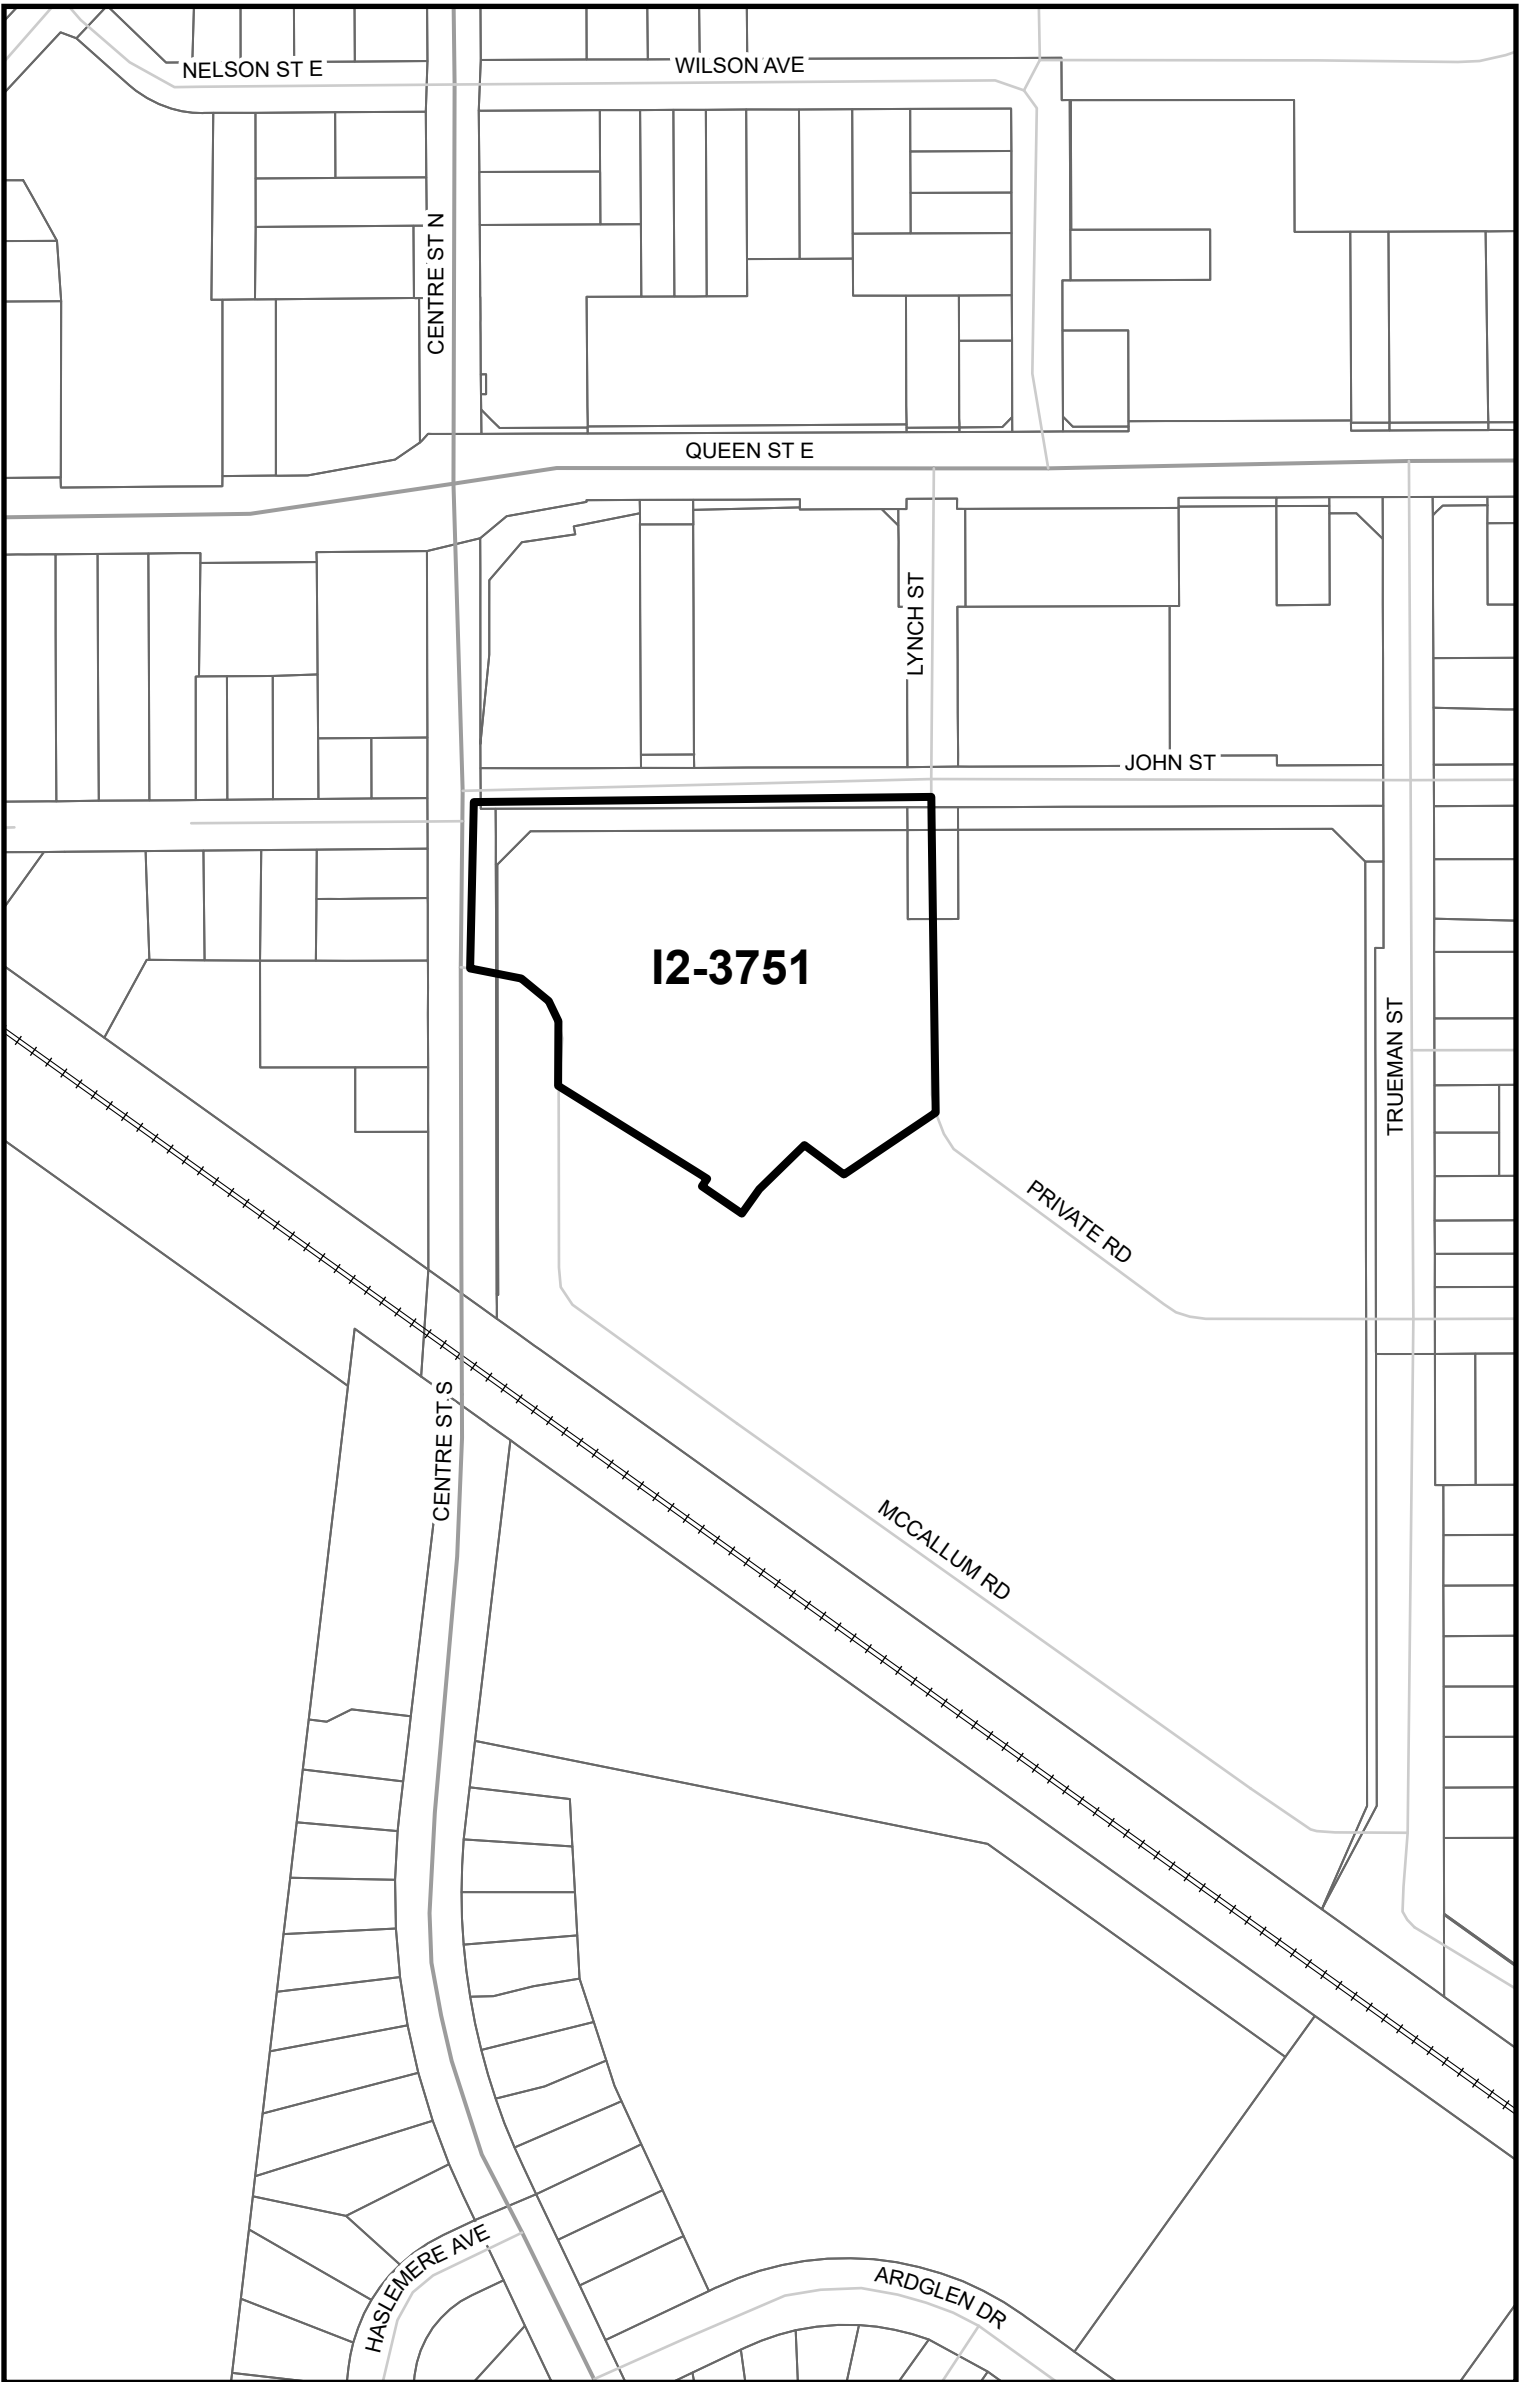 NELSON ST E
WILSON AVE
CENTRE ST N
QUEEN ST E
LYNCH ST
JOHN ST
I2-3751
TRUEMAN ST
PRIVATE RD
CENTRE ST S
MCCALLUM RD
HASLEMERE AVE
ARDGLEN DR